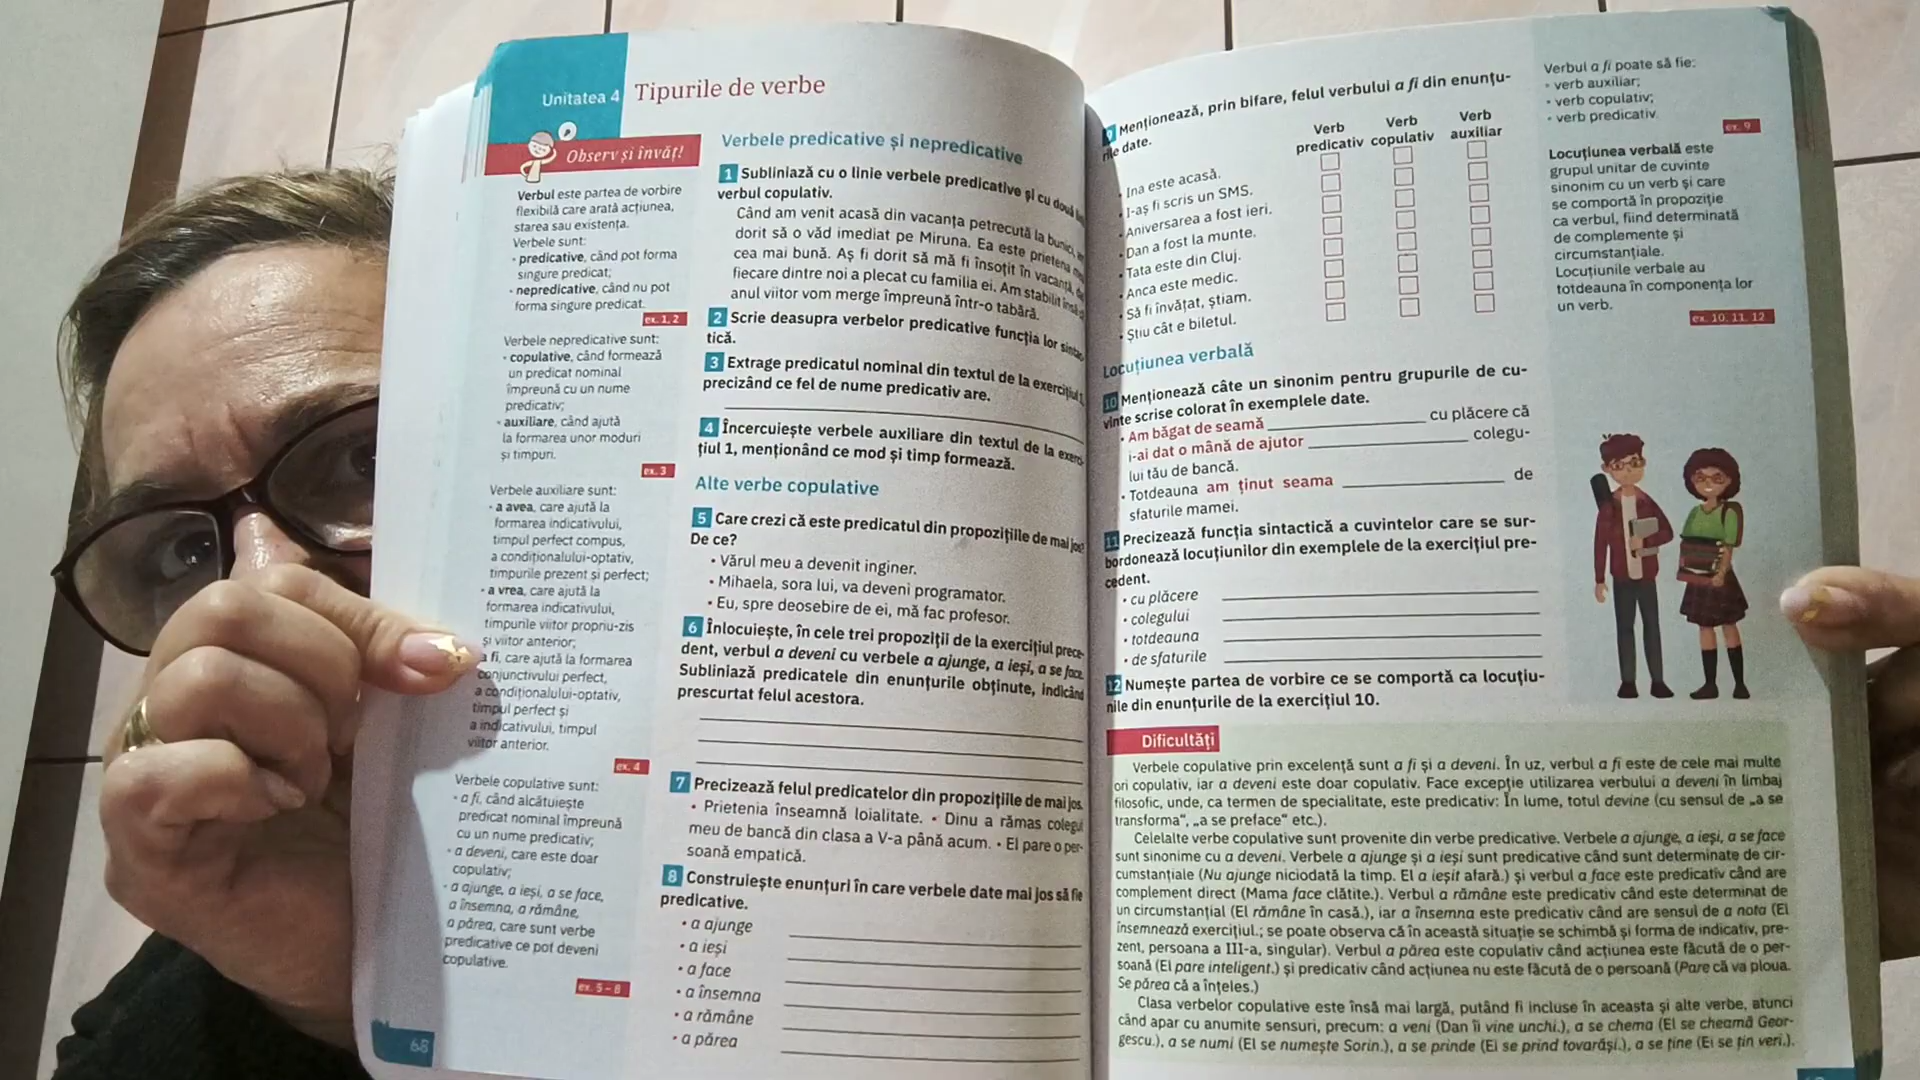 Unitatea 4
Tipurile de verbe
Observ și învăț!
Verbul este partea de vorbire
flexibilă care arată acțiunea,
starea sau existența.
Verbele sunt:
• predicative, când pot forma
singure predicat;
• nepredicative, când nu pot
forma singure predicat.
ex. 1, 2
Verbele nepredicative sunt:
• copulative, când formează
un predicat nominal
împreună cu un nume
predicativ;
• auxiliare, când ajută
la formarea unor moduri
și timpuri.
ex. 3
Verbele auxiliare sunt:
• a avea, care ajută la
formarea indicativului,
timpul perfect compus,
a condiționalului-optativ,
timpurile prezent și perfect;
• a vrea, care ajută la
formarea indicativului,
timpurile viitor propriu-zis
și viitor anterior;
a fi, care ajută la formarea
conjunctivului perfect,
a condiționalului-optativ,
timpul perfect și
a indicativului, timpul
viitor anterior.
ex. 4
Verbele copulative sunt:
• a fi, când alcătuiește
predicat nominal împreună
cu un nume predicativ;
• a deveni, care este doar
copulativ;
• a ajunge, a ieși, a se face,
a însemna, a rămâne,
a părea, care sunt verbe
predicative ce pot deveni
copulative.
ex. 5 – 8
68
Verbele predicative și nepredicative
1 Subliniază cu o linie verbele predicative și cu două
verbul copulativ.
Când am venit acasă din vacanța petrecută la bunici,
dorit să o văd imediat pe Miruna. Ea este prietena
cea mai bună. Aș fi dorit să mă fi însoțit în vacanță,
fiecare dintre noi a plecat cu familia ei. Am stabilit însă
anul viitor vom merge împreună într-o tabără.
2 Scrie deasupra verbelor predicative funcția lor
tică.
3 Extrage predicatul nominal din textul de la exercițiul 1,
precizând ce fel de nume predicativ are.
4 Încercuiește verbele auxiliare din textul de la exerci-
țiul 1, menționând ce mod și timp formează.
Alte verbe copulative
5 Care crezi că este predicatul din propozițiile de mai jos?
De ce?
• Vărul meu a devenit inginer.
• Mihaela, sora lui, va deveni programator.
• Eu, spre deosebire de ei, mă fac profesor.
6 Înlocuiește, în cele trei propoziții de la exercițiul prece-
dent, verbul a deveni cu verbele a ajunge, a ieși, a se face.
Subliniază predicatele din enunțurile obținute, indicând
prescurtat felul acestora.
7 Precizează felul predicatelor din propozițiile de mai jos.
• Prietenia înseamnă loialitate. • Dinu a rămas colegul
meu de bancă din clasa a V-a până acum. • El pare o per-
soană empatică.
8 Construiește enunțuri în care verbele date mai jos să fie
predicative.
• a ajunge
• a ieși
• a face
• a însemna
• a rămâne
• a părea
9 Menționează, prin bifare, felul verbului a fi din enunțu-
rile date.
Verb predicativ
Verb copulativ
Verb auxiliar
• Ina este acasă.
• I-aș fi scris un SMS.
• Aniversarea a fost ieri.
• Dan a fost la munte.
• Tata este din Cluj.
• Anca este medic.
• Să fi învățat, știam.
• Știu cât e biletul.
Locuțiunea verbală
10 Menționează câte un sinonim pentru grupurile de cu-
vinte scrise colorat în exemplele date.
• Am băgat de seamă cu plăcere că
i-ai dat o mână de ajutor colegu-
lui tău de bancă.
• Totdeauna am ținut seama de
sfaturile mamei.
11 Precizează funcția sintactică a cuvintelor care se sur-
bordonează locuțiunilor din exemplele de la exercițiul pre-
cedent.
• cu plăcere
• colegului
• totdeauna
• de sfaturile
12 Numește partea de vorbire ce se comportă ca locuțiu-
nile din enunțurile de la exercițiul 10.
Verbul a fi poate să fie:
• verb auxiliar;
• verb copulativ;
• verb predicativ.
ex. 9
Locuțiunea verbală este
grupul unitar de cuvinte
sinonim cu un verb și care
se comportă în propoziție
ca verbul, fiind determinată
de complemente și
circumstanțiale.
Locuțiunile verbale au
totdeauna în componența lor
un verb.
ex. 10, 11, 12
Dificultăți
Verbele copulative prin excelență sunt a fi și a deveni. În uz, verbul a fi este de cele mai multe
ori copulativ, iar a deveni este doar copulativ. Face excepție utilizarea verbului a deveni în limbaj
filosofic, unde, ca termen de specialitate, este predicativ: În lume, totul devine (cu sensul de „a se
transforma“, „a se preface“ etc.).
Celelalte verbe copulative sunt provenite din verbe predicative. Verbele a ajunge, a ieși, a se face
sunt sinonime cu a deveni. Verbele a ajunge și a ieși sunt predicative când sunt determinate de cir-
cumstanțiale (Nu ajunge niciodată la timp. El a ieșit afară.) și verbul a face este predicativ când are
complement direct (Mama face clătite.). Verbul a rămâne este predicativ când este determinat de
un circumstanțial (El rămâne în casă.), iar a însemna este predicativ când are sensul de a nota (El
însemnează exercițiul.; se poate observa că în această situație se schimbă și forma de indicativ, pre-
zent, persoana a III-a, singular). Verbul a părea este copulativ când acțiunea este făcută de o per-
soană (El pare inteligent.) și predicativ când acțiunea nu este făcută de o persoană (Pare că va ploua.
Se părea că a înțeles.)
Clasa verbelor copulative este însă mai largă, putând fi incluse în aceasta și alte verbe, atunci
când apar cu anumite sensuri, precum: a veni (Dan îi vine unchi.), a se chema (El se cheamă Geor-
gescu.), a se numi (El se numește Sorin.), a se prinde (Ei se prind tovarăși.), a se ține (Ei se țin veri.).